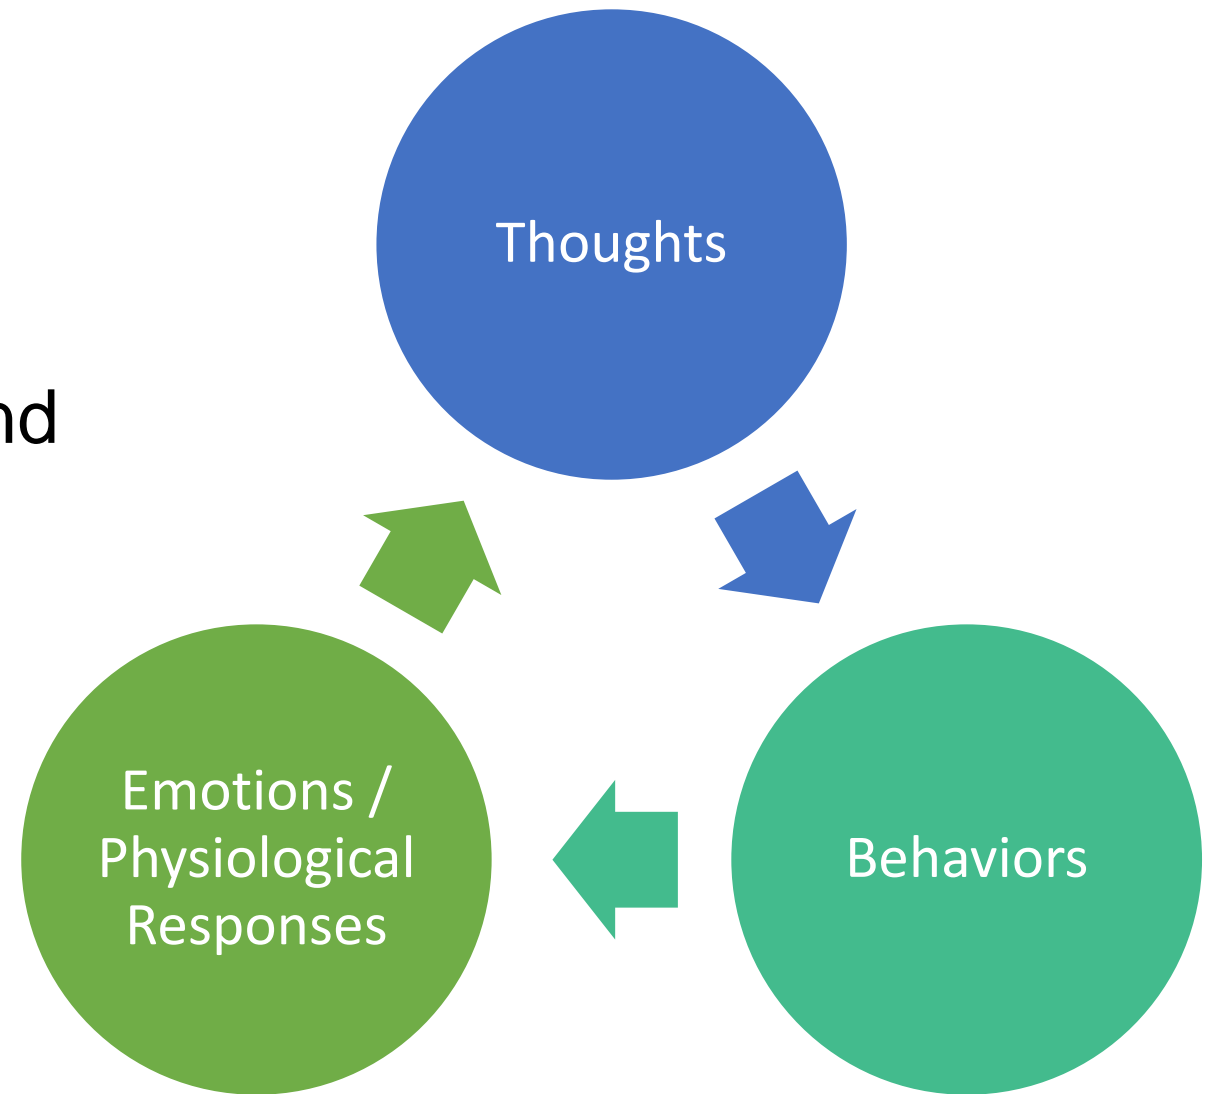 Thoughts
nd
Emotions /
Physiological
Responses
Behaviors